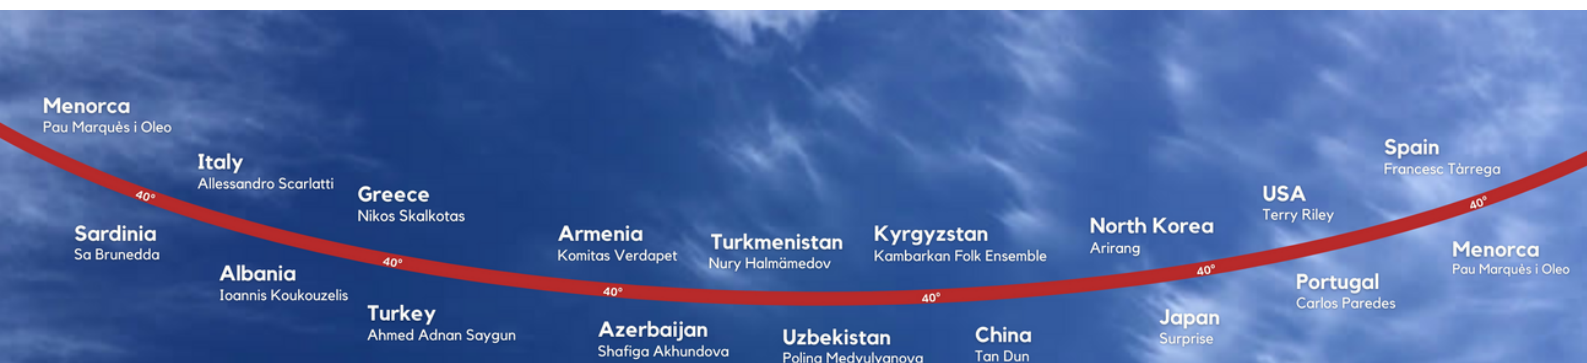 Menorca
Pau Marquès i Oleo
40°
Sardinia
Sa Brunedda
Italy
Allessandro Scarlatti
Albania
Ioannis Koukouzelis
Greece
Nikos Skalkotas
40°
Turkey
Ahmed Adnan Saygun
Armenia
Komitas Verdapet
40°
Azerbaijan
Shafiga Akhundova
Turkmenistan
Nury Halmämedov
Uzbekistan
Polina Medyulyanova
Kyrgyzstan
Kambarkan Folk Ensemble
40°
China
Tan Dun
North Korea
Arirang
40°
Japan
Surprise
USA
Terry Riley
Portugal
Carlos Paredes
Spain
Francesc Tàrrega
40°
Menorca
Pau Marquès i Oleo